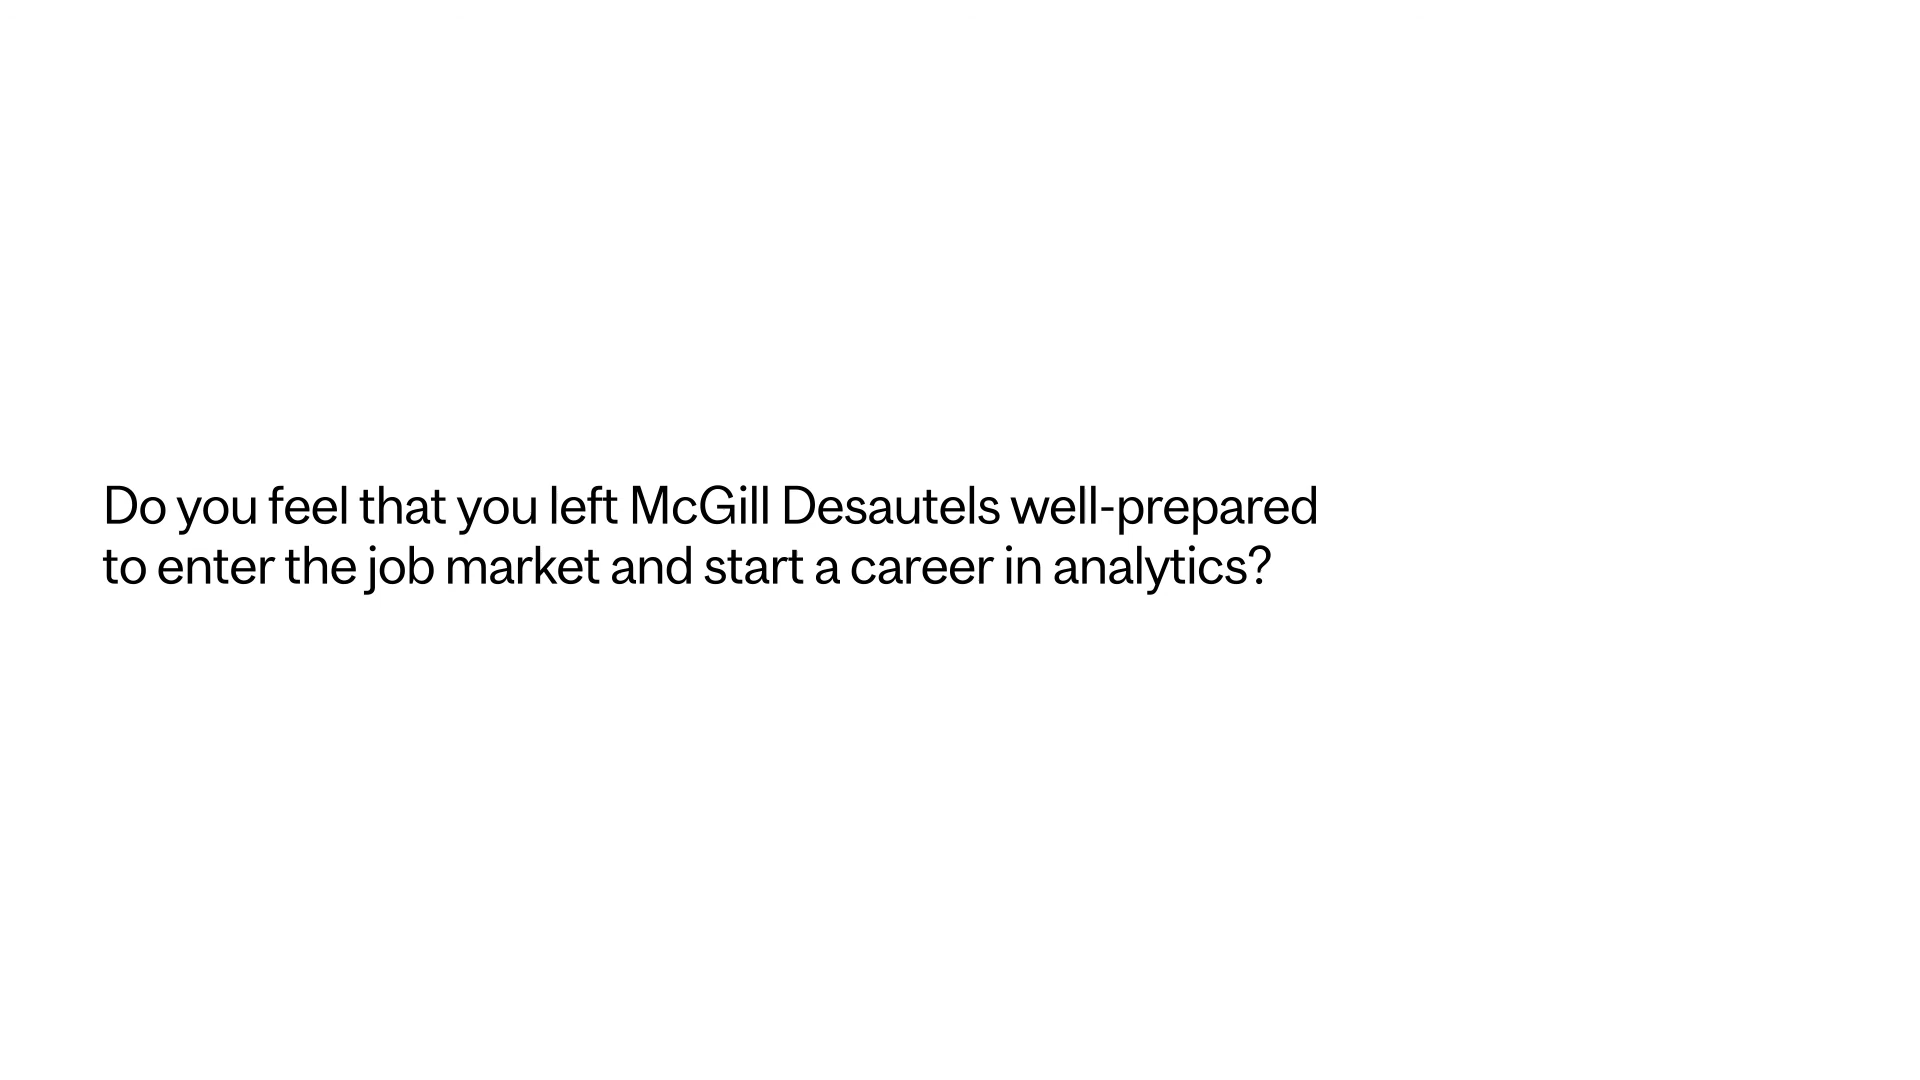 Do you feel that you left McGill Desautels well-prepared
to enter the job market and start a career in analytics?